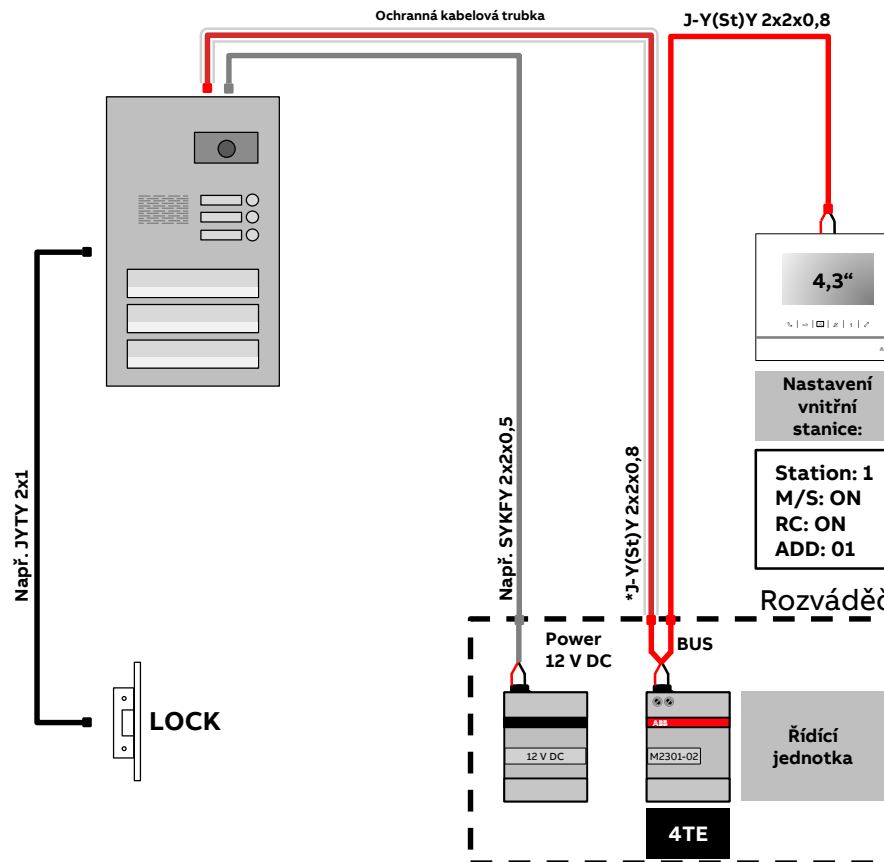 Ochranná kabelová trubka
J-Y(St)Y 2x2x0,8
4,3“
Nastavení
vnitřní
stanice:
Station: 1
M/S: ON
RC: ON
ADD: 01
Např. JYTY 2x1
Např. SYKFY 2x2x0,5
*J-Y(St)Y 2x2x0,8
Rozváděč
Power
12 V DC
BUS
LOCK
12 V DC
ABB
M2301-02
Řídící
jednotka
4TE